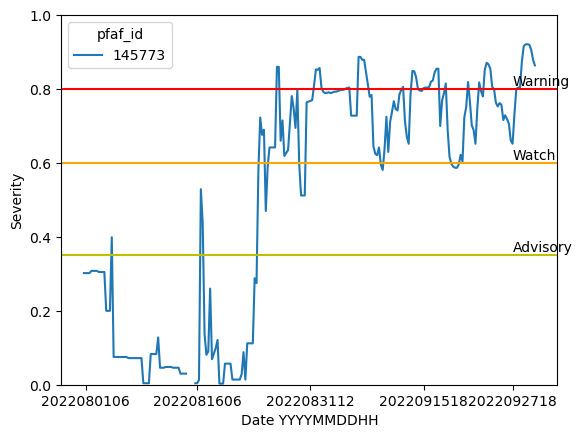 pfaf_id
145773
1.0
0.8
0.6
0.4
0.2
0.0
Severity
Warning
Watch
Advisory
2022080106
2022081606
2022083112
2022091518
2022092718
Date YYYYMMDDHH